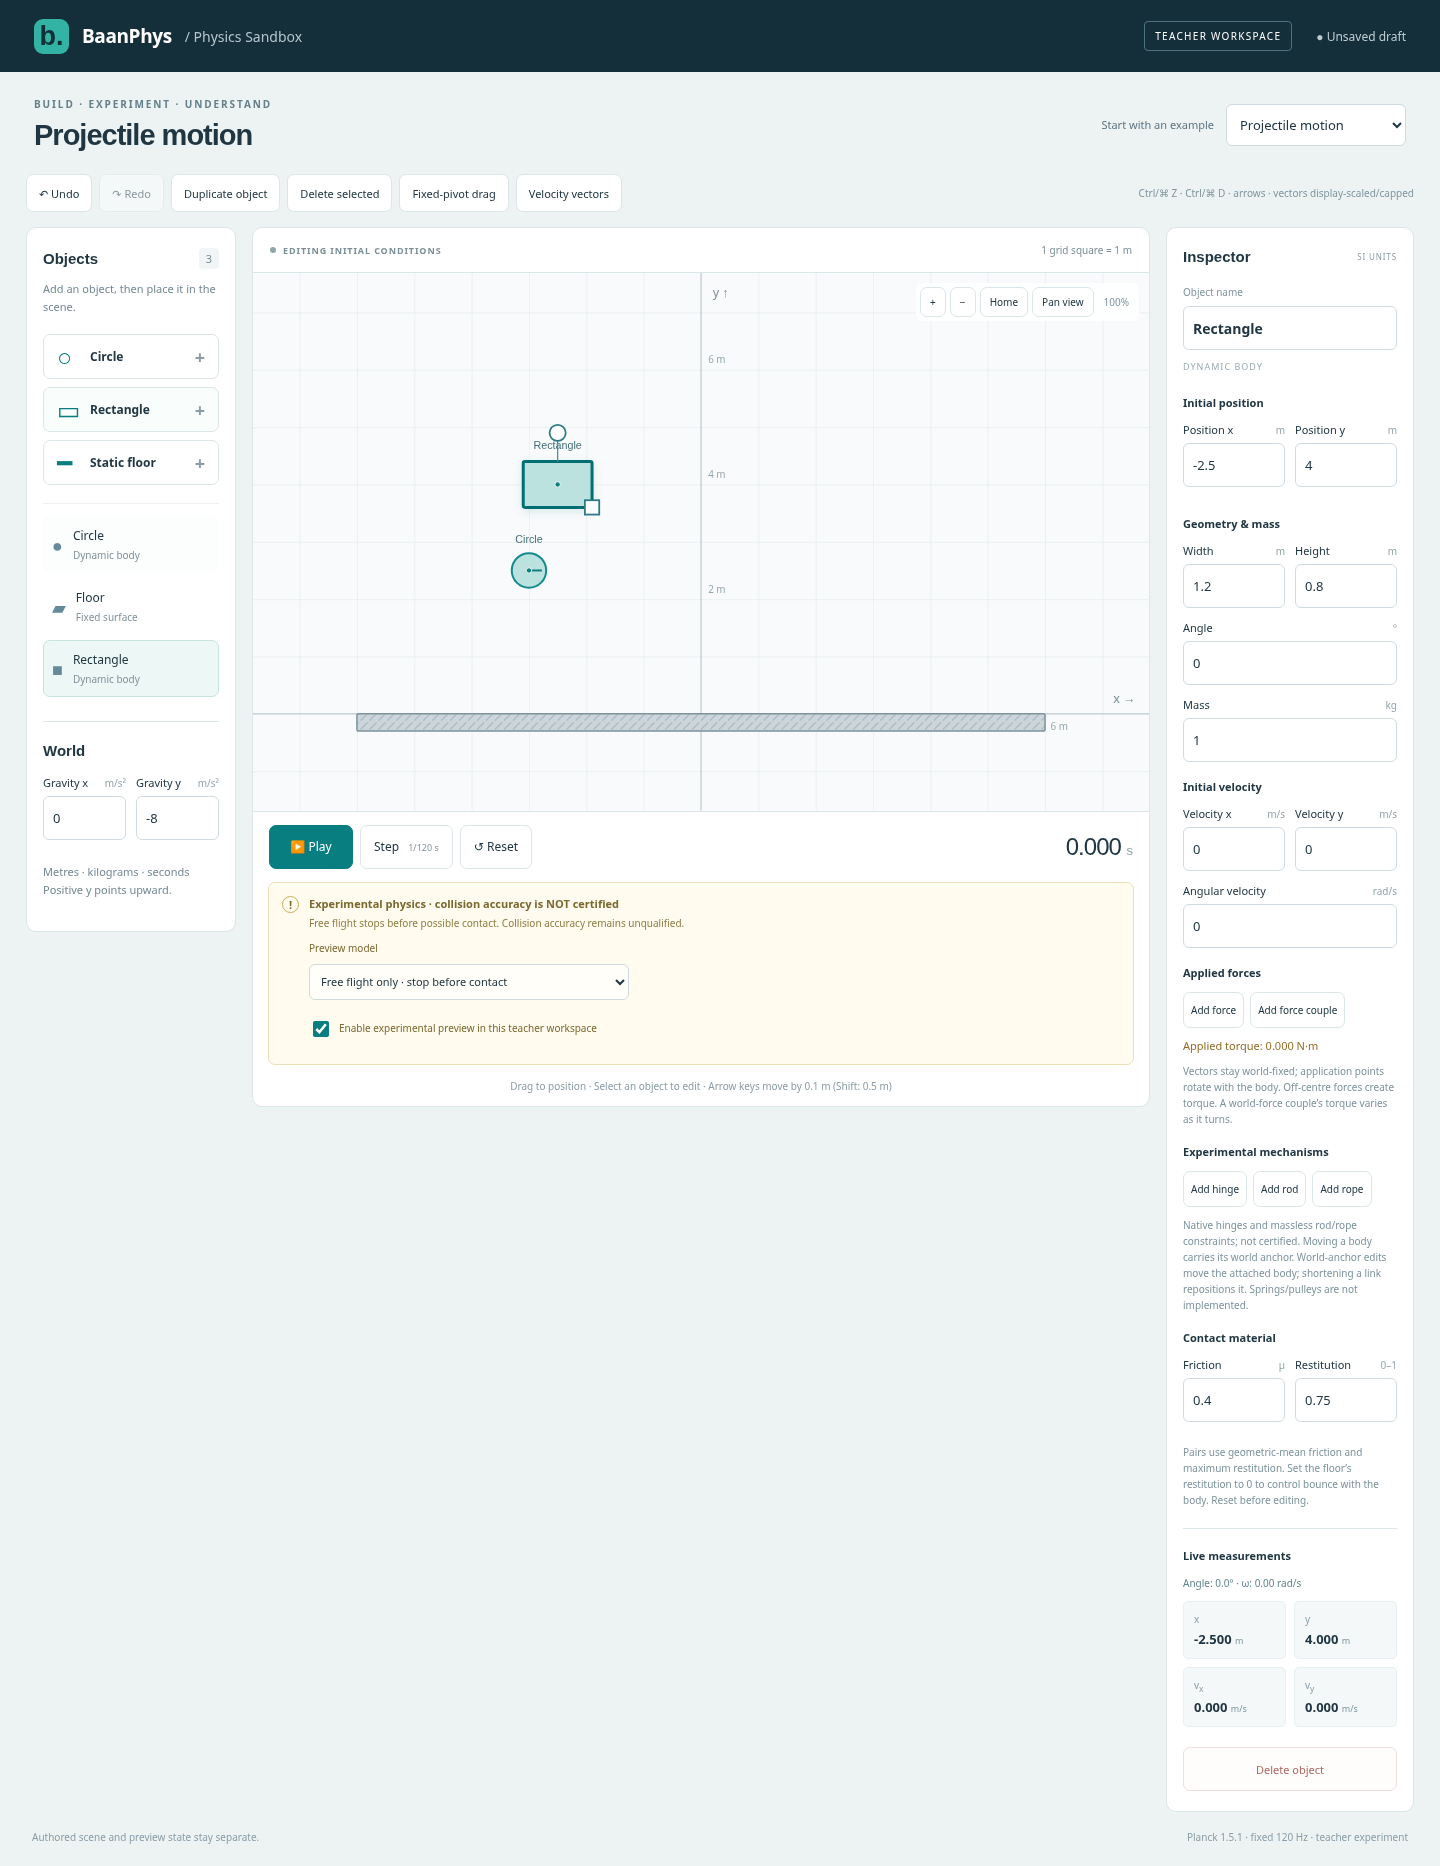 b. BaanPhys / Physics Sandbox
TEACHER WORKSPACE
● Unsaved draft
BUILD · EXPERIMENT · UNDERSTAND
Projectile motion
Start with an example
Projectile motion
↶ Undo
↷ Redo
Duplicate object
Delete selected
Fixed-pivot drag
Velocity vectors
Ctrl/⌘ Z · Ctrl/⌘ D · arrows · vectors display-scaled/capped
Objects
3
Add an object, then place it in the
scene.
Circle +
Rectangle +
Static floor +
Circle
Dynamic body
Floor
Fixed surface
Rectangle
Dynamic body
World
Gravity x m/s²
Gravity y m/s²
0
-8
Metres · kilograms · seconds
Positive y points upward.
EDITING INITIAL CONDITIONS
1 grid square = 1 m
y ↑
+
−
Home
Pan view
100%
6 m
Rectangle
4 m
Circle
2 m
x →
6 m
▶ Play
Step 1/120 s
↺ Reset
0.000 s
! Experimental physics · collision accuracy is NOT certified
Free flight stops before possible contact. Collision accuracy remains unqualified.
Preview model
Free flight only · stop before contact
Enable experimental preview in this teacher workspace
Drag to position · Select an object to edit · Arrow keys move by 0.1 m (Shift: 0.5 m)
Inspector
SI UNITS
Object name
Rectangle
DYNAMIC BODY
Initial position
Position x m
Position y m
-2.5
4
Geometry & mass
Width m
Height m
1.2
0.8
Angle °
0
Mass kg
1
Initial velocity
Velocity x m/s
Velocity y m/s
0
0
Angular velocity rad/s
0
Applied forces
Add force
Add force couple
Applied torque: 0.000 N·m
Vectors stay world-fixed; application points
rotate with the body. Off-centre forces create
torque. A world-force couple's torque varies
as it turns.
Experimental mechanisms
Add hinge
Add rod
Add rope
Native hinges and massless rod/rope
constraints; not certified. Moving a body
carries its world anchor. World-anchor edits
move the attached body; shortening a link
repositions it. Springs/pulleys are not
implemented.
Contact material
Friction μ
Restitution 0–1
0.4
0.75
Pairs use geometric-mean friction and
maximum restitution. Set the floor's
restitution to 0 to control bounce with the
body. Reset before editing.
Live measurements
Angle: 0.0° · ω: 0.00 rad/s
x
y
-2.500 m
4.000 m
vx
vy
0.000 m/s
0.000 m/s
Delete object
Authored scene and preview state stay separate.
Planck 1.5.1 · fixed 120 Hz · teacher experiment